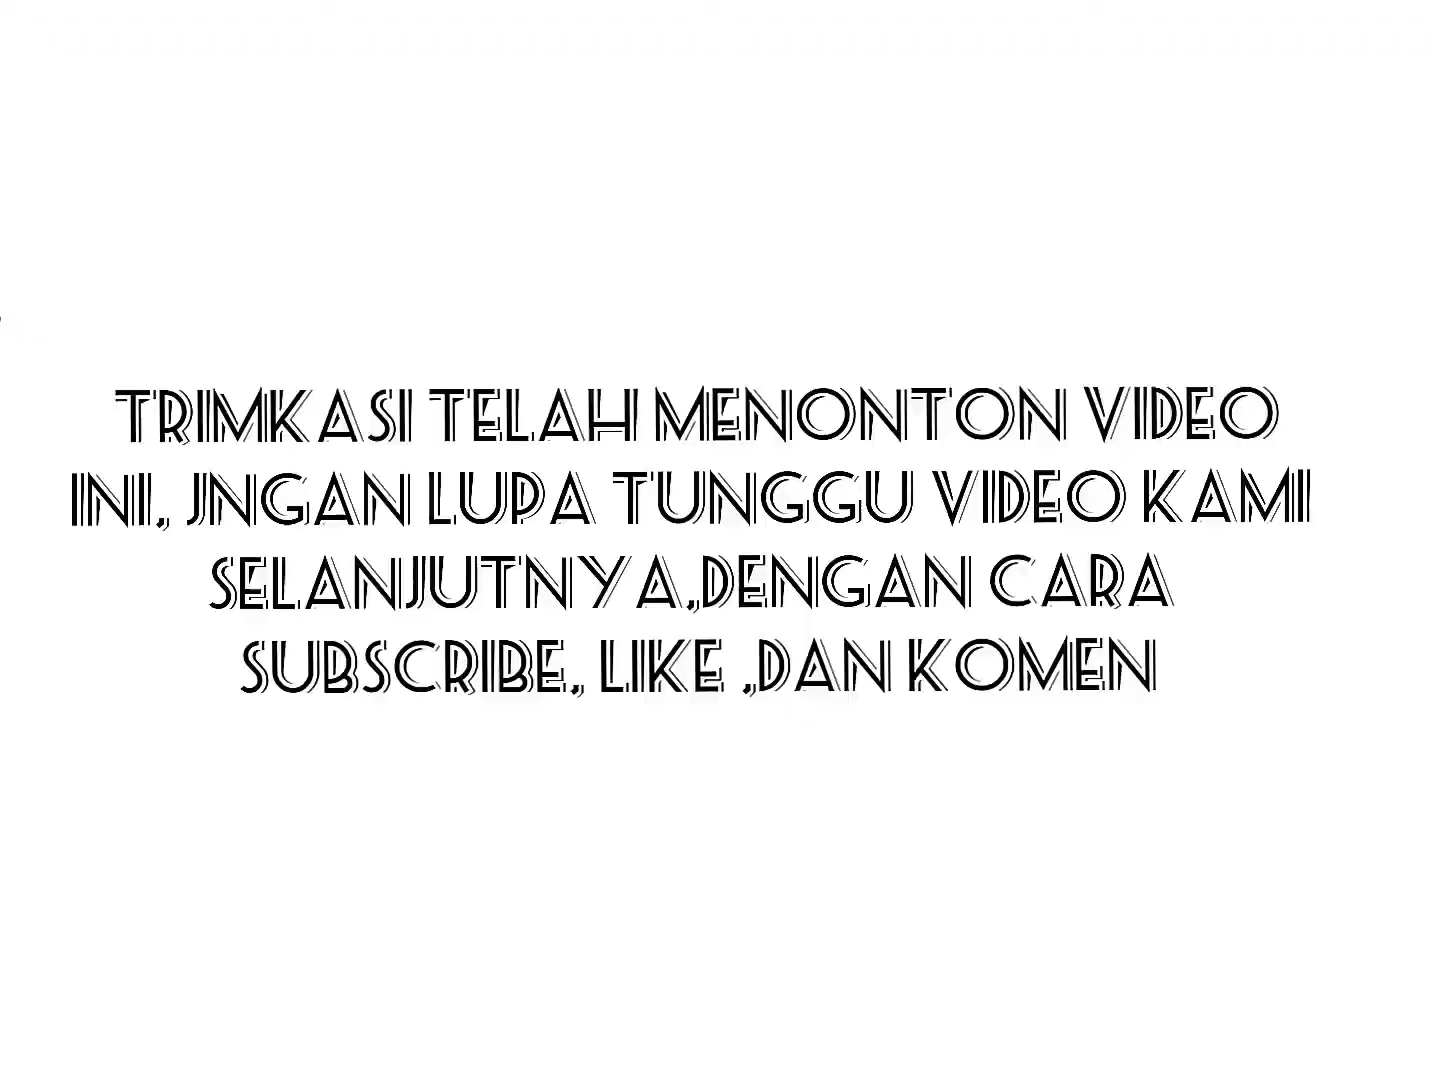 TRIMKASI TELAH MENONTON VIDEO
INI, JNGAN LUPA TUNGGU VIDEO KAMI
SELANJUTNYA,DENGAN CARA
SUBSCRIBE, LIKE ,DAN KOMEN